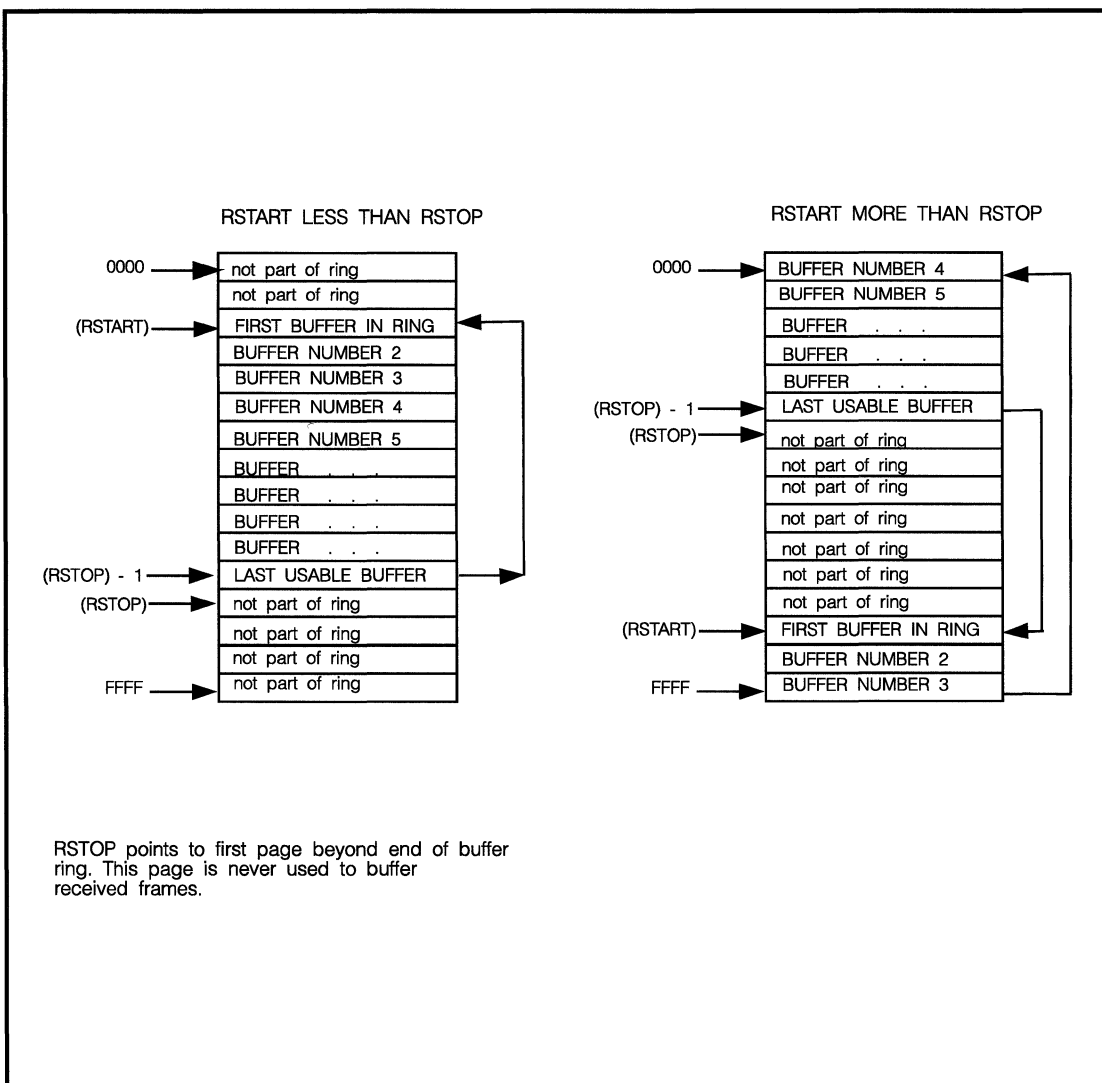 RSTART LESS THAN RSTOP
0000
not part of ring
not part of ring
(RSTART)
FIRST BUFFER IN RING
BUFFER NUMBER 2
BUFFER NUMBER 3
BUFFER NUMBER 4
BUFFER NUMBER 5
BUFFER . . .
BUFFER . . .
BUFFER . . .
BUFFER . . .
(RSTOP) - 1
LAST USABLE BUFFER
(RSTOP)
not part of ring
not part of ring
not part of ring
FFFF
not part of ring
RSTART MORE THAN RSTOP
0000
BUFFER NUMBER 4
BUFFER NUMBER 5
BUFFER . . .
BUFFER . . .
BUFFER . . .
(RSTOP) - 1
LAST USABLE BUFFER
(RSTOP)
not part of ring
not part of ring
not part of ring
not part of ring
not part of ring
not part of ring
not part of ring
(RSTART)
FIRST BUFFER IN RING
BUFFER NUMBER 2
FFFF
BUFFER NUMBER 3
RSTOP points to first page beyond end of buffer
ring. This page is never used to buffer
received frames.